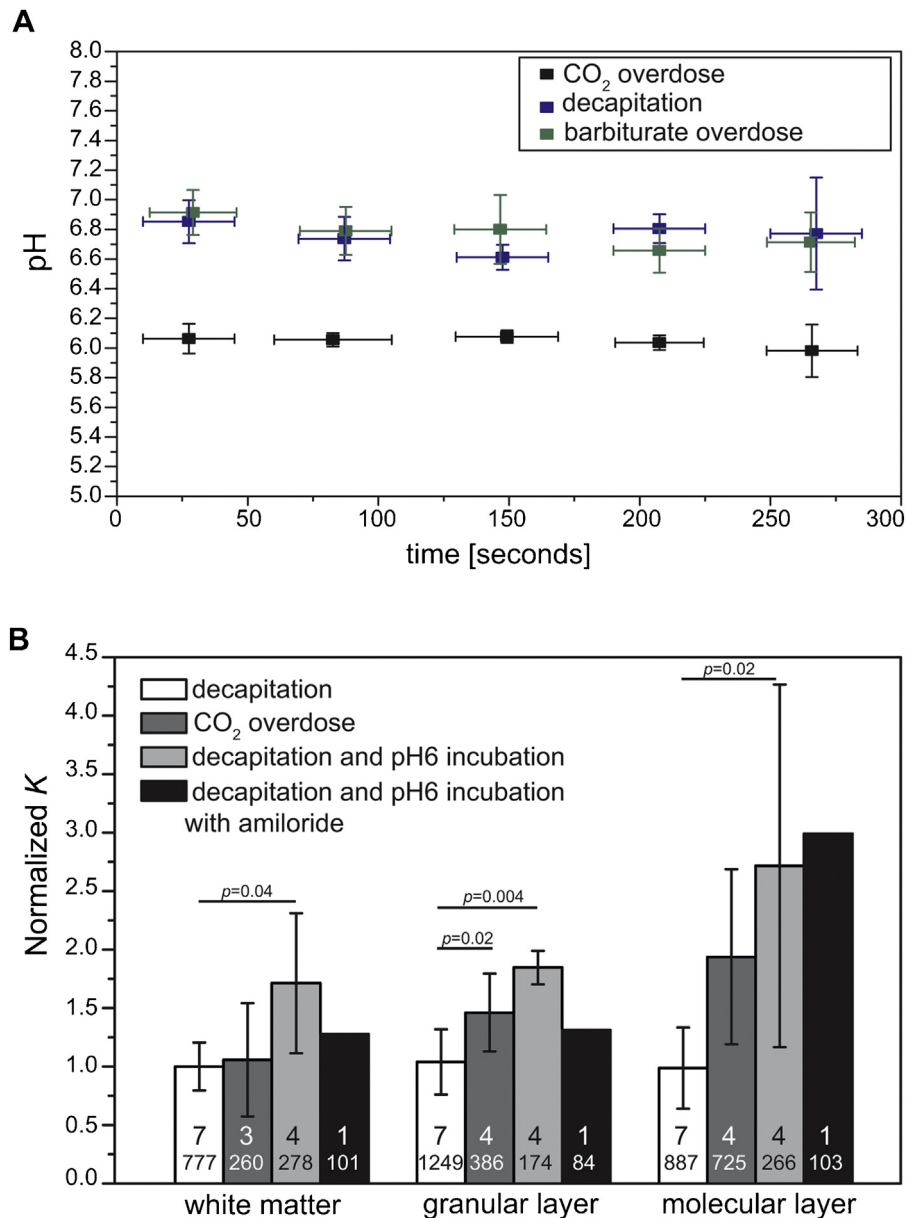 A
8.0
7.8
7.6
7.4
7.2
7.0
6.8
6.6
6.4
6.2
6.0
5.8
5.6
5.4
5.2
5.0
pH
CO2 overdose
decapitation
barbiturate overdose
0 50 100 150 200 250 300
time [seconds]
B
4.5
4.0
3.5
3.0
2.5
2.0
1.5
1.0
0.5
0.0
Normalized K
decapitation
CO2 overdose
decapitation and pH6 incubation
decapitation and pH6 incubation
with amiloride
p=0.04
p=0.004
p=0.02
p=0.02
7 3 4 1 7 4 4 1 7 4 4 1
777 260 278 101 1249 386 174 84 887 725 266 103
white matter granular layer molecular layer